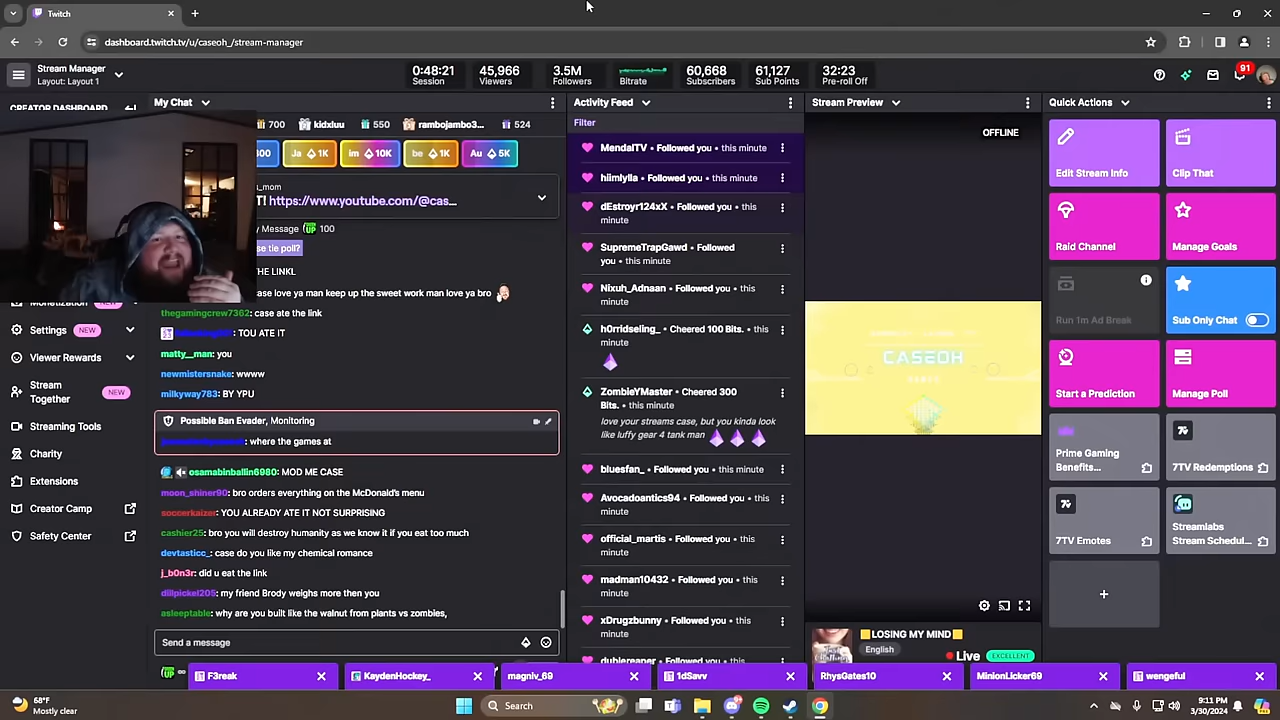 Twitch
dashboard.twitch.tv/u/caseoh_/stream-manager
Stream Manager
Layout: Layout 1
0:48:21
Session
45,966
Viewers
3.5M
Followers
Bitrate
60,668
Subscribers
61,127
Sub Points
32:23
Pre-roll Off
91
CREATOR DASHBOARD
Settings NEW
Viewer Rewards
Stream
Together NEW
Streaming Tools
Charity
Extensions
Creator Camp
Safety Center
My Chat
700 kidxluu 550 rambojambo3... 524
Ja 1K im 10K be 1K Au 5K
s_mom
T! https://www.youtube.com/@cas...
y Message 100
se tie poll?
THE LINKL
case love ya man keep up the sweet work man love ya bro
thegamingcrew7362: case ate the link
: TOU ATE IT
matty__man: you
newmistersnake: wwww
milkyway783: BY YPU
Possible Ban Evader, Monitoring
: where the games at
osamabinballin6980: MOD ME CASE
moon_shiner90: bro orders everything on the McDonald's menu
soccerkaizer: YOU ALREADY ATE IT NOT SURPRISING
cashier25: bro you will destroy humanity as we know it if you eat too much
devtasticc_: case do you like my chemical romance
j_b0n3r: did u eat the link
dillpickel205: my friend Brody weighs more then you
asleeptable: why are you built like the walnut from plants vs zombies,
Send a message
Activity Feed
Filter
MendalTV • Followed you • this minute
hiimlylla • Followed you • this minute
dEstroyr124xX • Followed you • this
minute
SupremeTrapGawd • Followed
you • this minute
Nixuh_Adnaan • Followed you • this
minute
h0rridseling_ • Cheered 100 Bits. • this
minute
ZombieYMaster • Cheered 300
Bits. • this minute
love your streams case, but you kinda look
like luffy gear 4 tank man
bluesfan_ • Followed you • this minute
Avocadoantics94 • Followed you • this
minute
official_martis • Followed you • this
minute
madman10432 • Followed you • this
minute
xDrugzbunny • Followed you • this
minute
Stream Preview
OFFLINE
CASEOH
LOSING MY MIND
English
Live EXCELLENT
Quick Actions
Edit Stream Info
Clip That
Raid Channel
Manage Goals
Run 1m Ad Break
Sub Only Chat
Start a Prediction
Manage Poll
Prime Gaming
Benefits...
7TV Redemptions
7TV Emotes
Streamlabs
Stream Schedul...
F3reak
KaydenHockey_
magniv_69
1dSavv
RhysGates10
MinionLicker69
wengeful
68°F
Mostly clear
Search
9:11 PM
3/30/2024